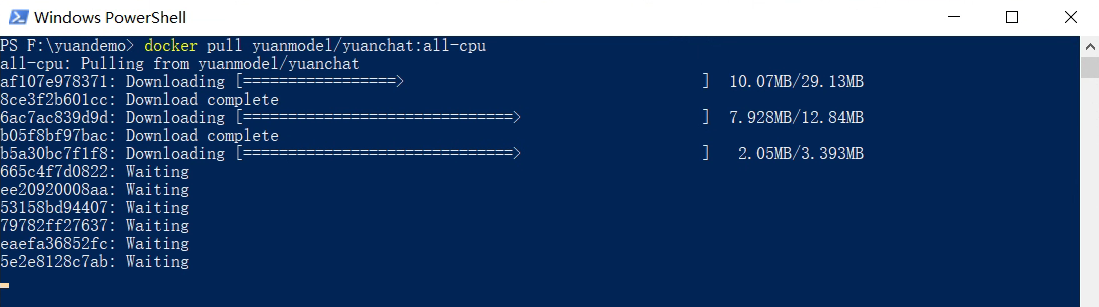 Windows PowerShell
PS F:\yuandemo> docker pull yuanmodel/yuanchat:all-cpu
all-cpu: Pulling from yuanmodel/yuanchat
af107e978371: Downloading [=================>                                 ]  10.07MB/29.13MB
8ce3f2b601cc: Download complete
6ac7ac839d9d: Downloading [==============================>                    ]  7.928MB/12.84MB
b05f8bf97bac: Download complete
b5a30bc7f1f8: Downloading [==============================>                    ]   2.05MB/3.393MB
665c4f7d0822: Waiting
ee20920008aa: Waiting
53158bd94407: Waiting
79782ff27637: Waiting
eaefa36852fc: Waiting
5e2e8128c7ab: Waiting